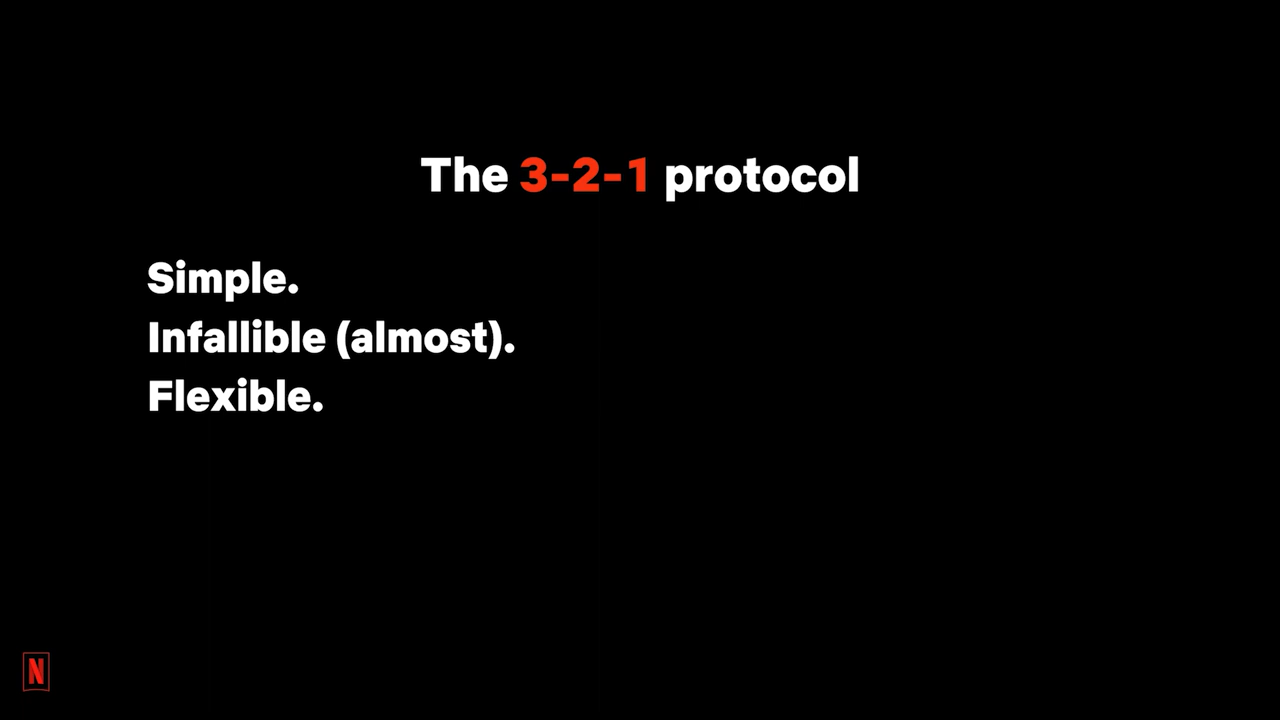 The 3-2-1 protocol
Simple.
Infallible (almost).
Flexible.
N